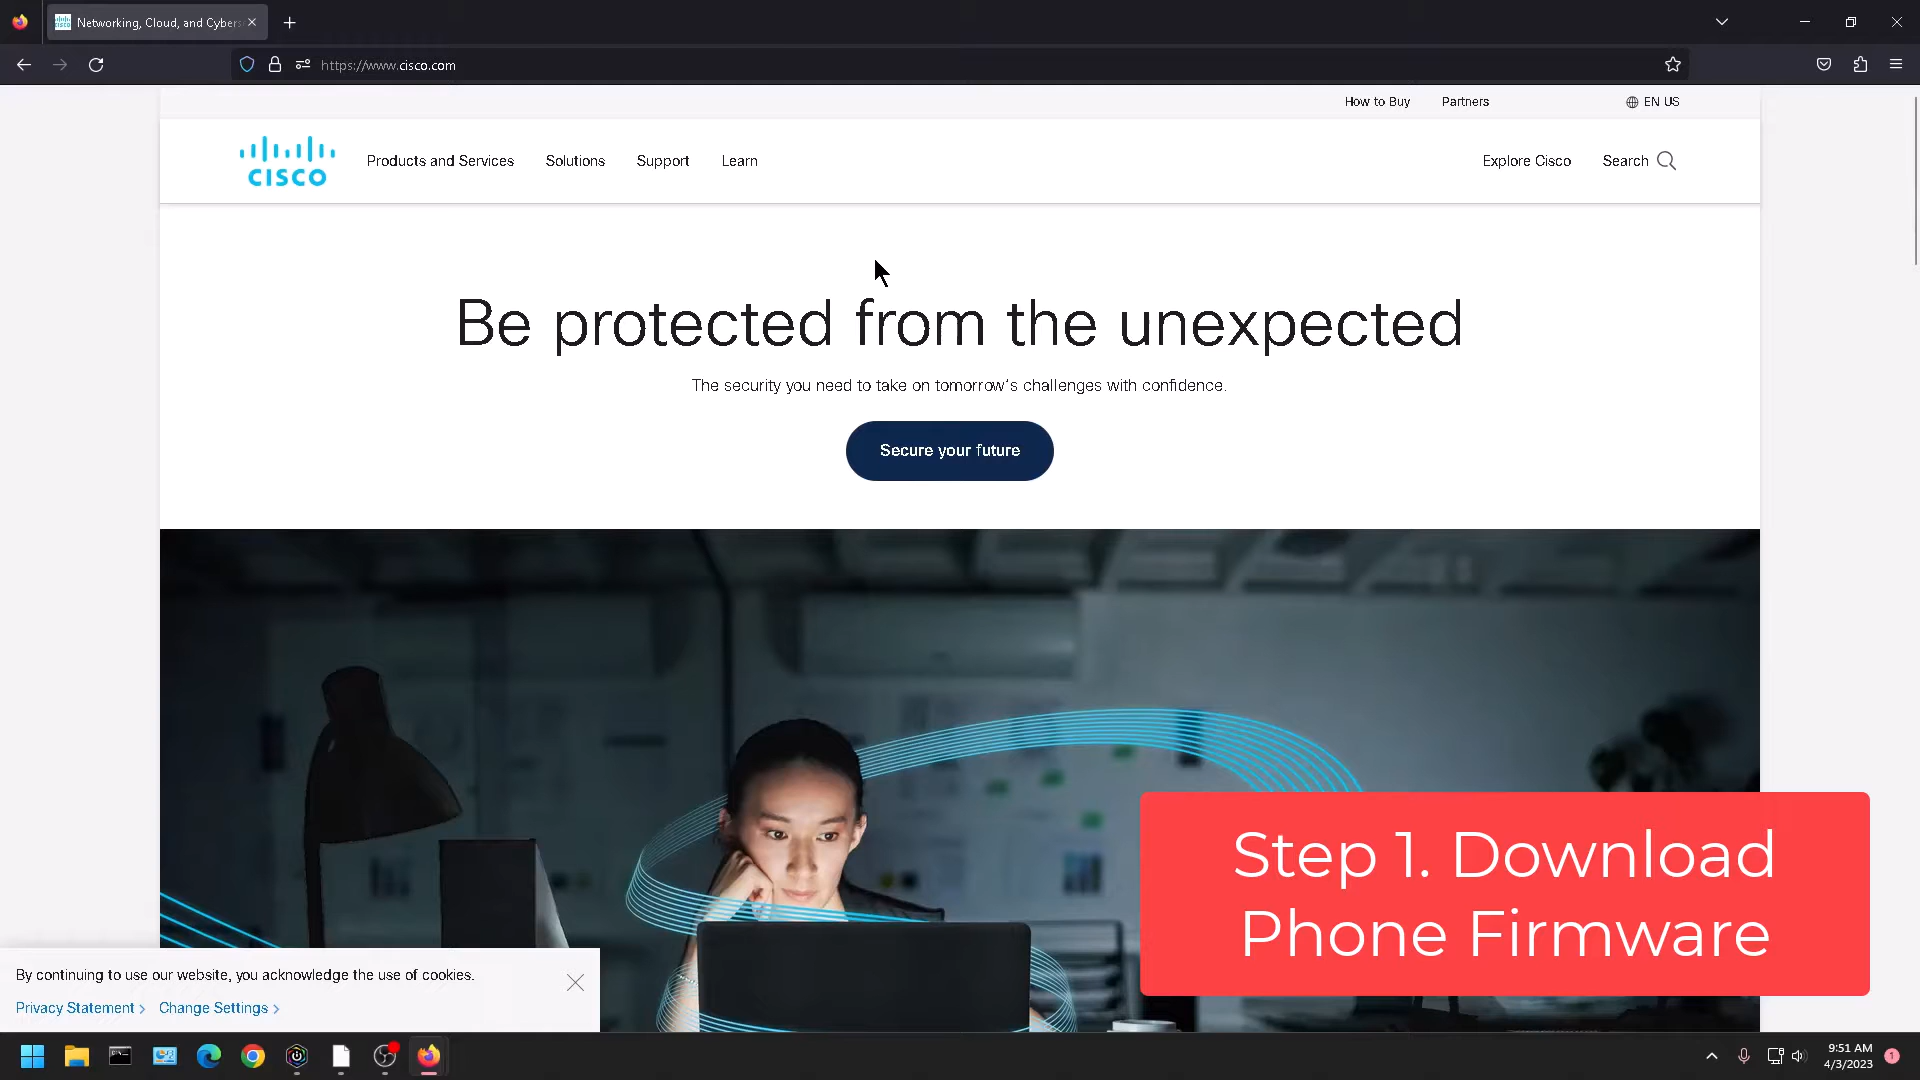 Networking, Cloud, and Cybers
https://www.cisco.com
How to Buy
Partners
EN US
CISCO
Products and Services
Solutions
Support
Learn
Explore Cisco
Search
Be protected from the unexpected
The security you need to take on tomorrow's challenges with confidence.
Secure your future
Step 1. Download
Phone Firmware
By continuing to use our website, you acknowledge the use of cookies.
Privacy Statement
Change Settings
9:51 AM
4/3/2023
1